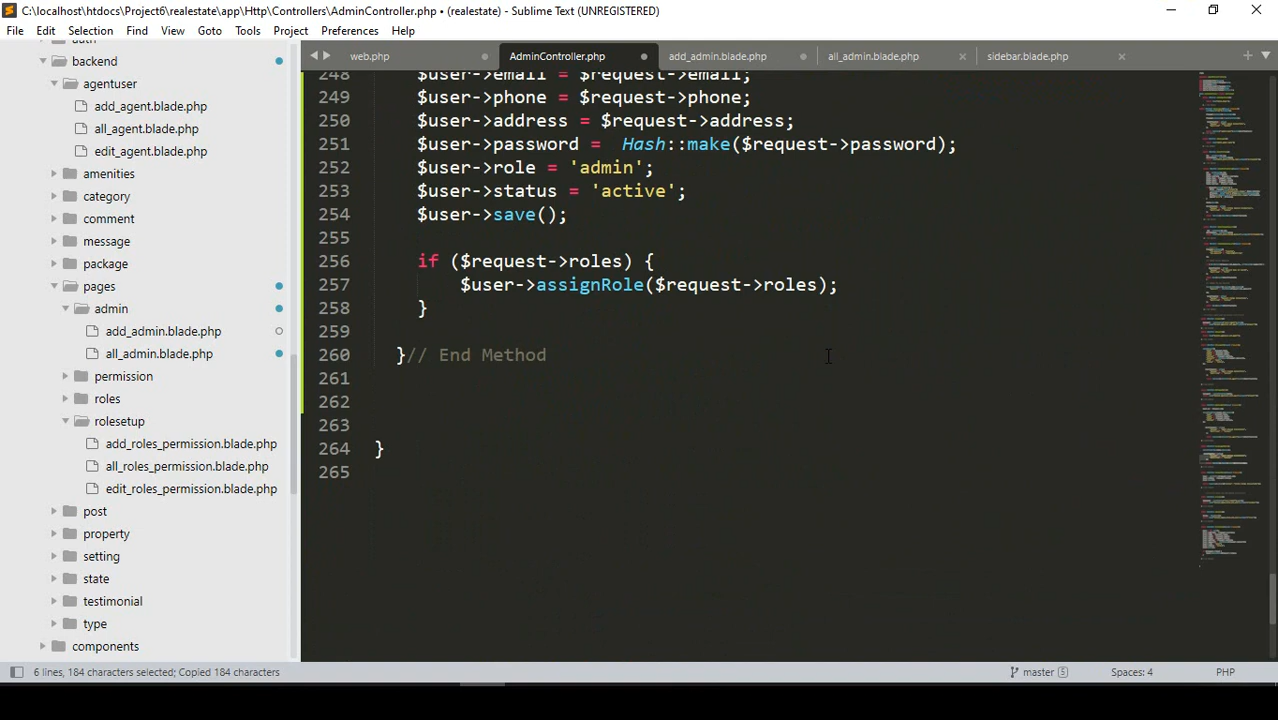 C:\localhost\htdocs\Project6\realestate\app\Http\Controllers\AdminController.php • (realestate) - Sublime Text (UNREGISTERED)
File Edit Selection Find View Goto Tools Project Preferences Help
web.php AdminController.php add_admin.blade.php all_admin.blade.php sidebar.blade.php
backend
agentuser
add_agent.blade.php
all_agent.blade.php
edit_agent.blade.php
amenities
category
comment
message
package
pages
admin
add_admin.blade.php
all_admin.blade.php
permission
roles
rolesetup
add_roles_permission.blade.php
all_roles_permission.blade.php
edit_roles_permission.blade.php
post
property
setting
state
testimonial
type
components
248 $user->email = $request->email;
249 $user->phone = $request->phone;
250 $user->address = $request->address;
251 $user->password =  Hash::make($request->password);
252 $user->role = 'admin';
253 $user->status = 'active';
254 $user->save();
255
256 if ($request->roles) {
257 $user->assignRole($request->roles);
258 }
259
260 }// End Method
261
262
263
264 }
265
6 lines, 184 characters selected; Copied 184 characters master 5 Spaces: 4 PHP